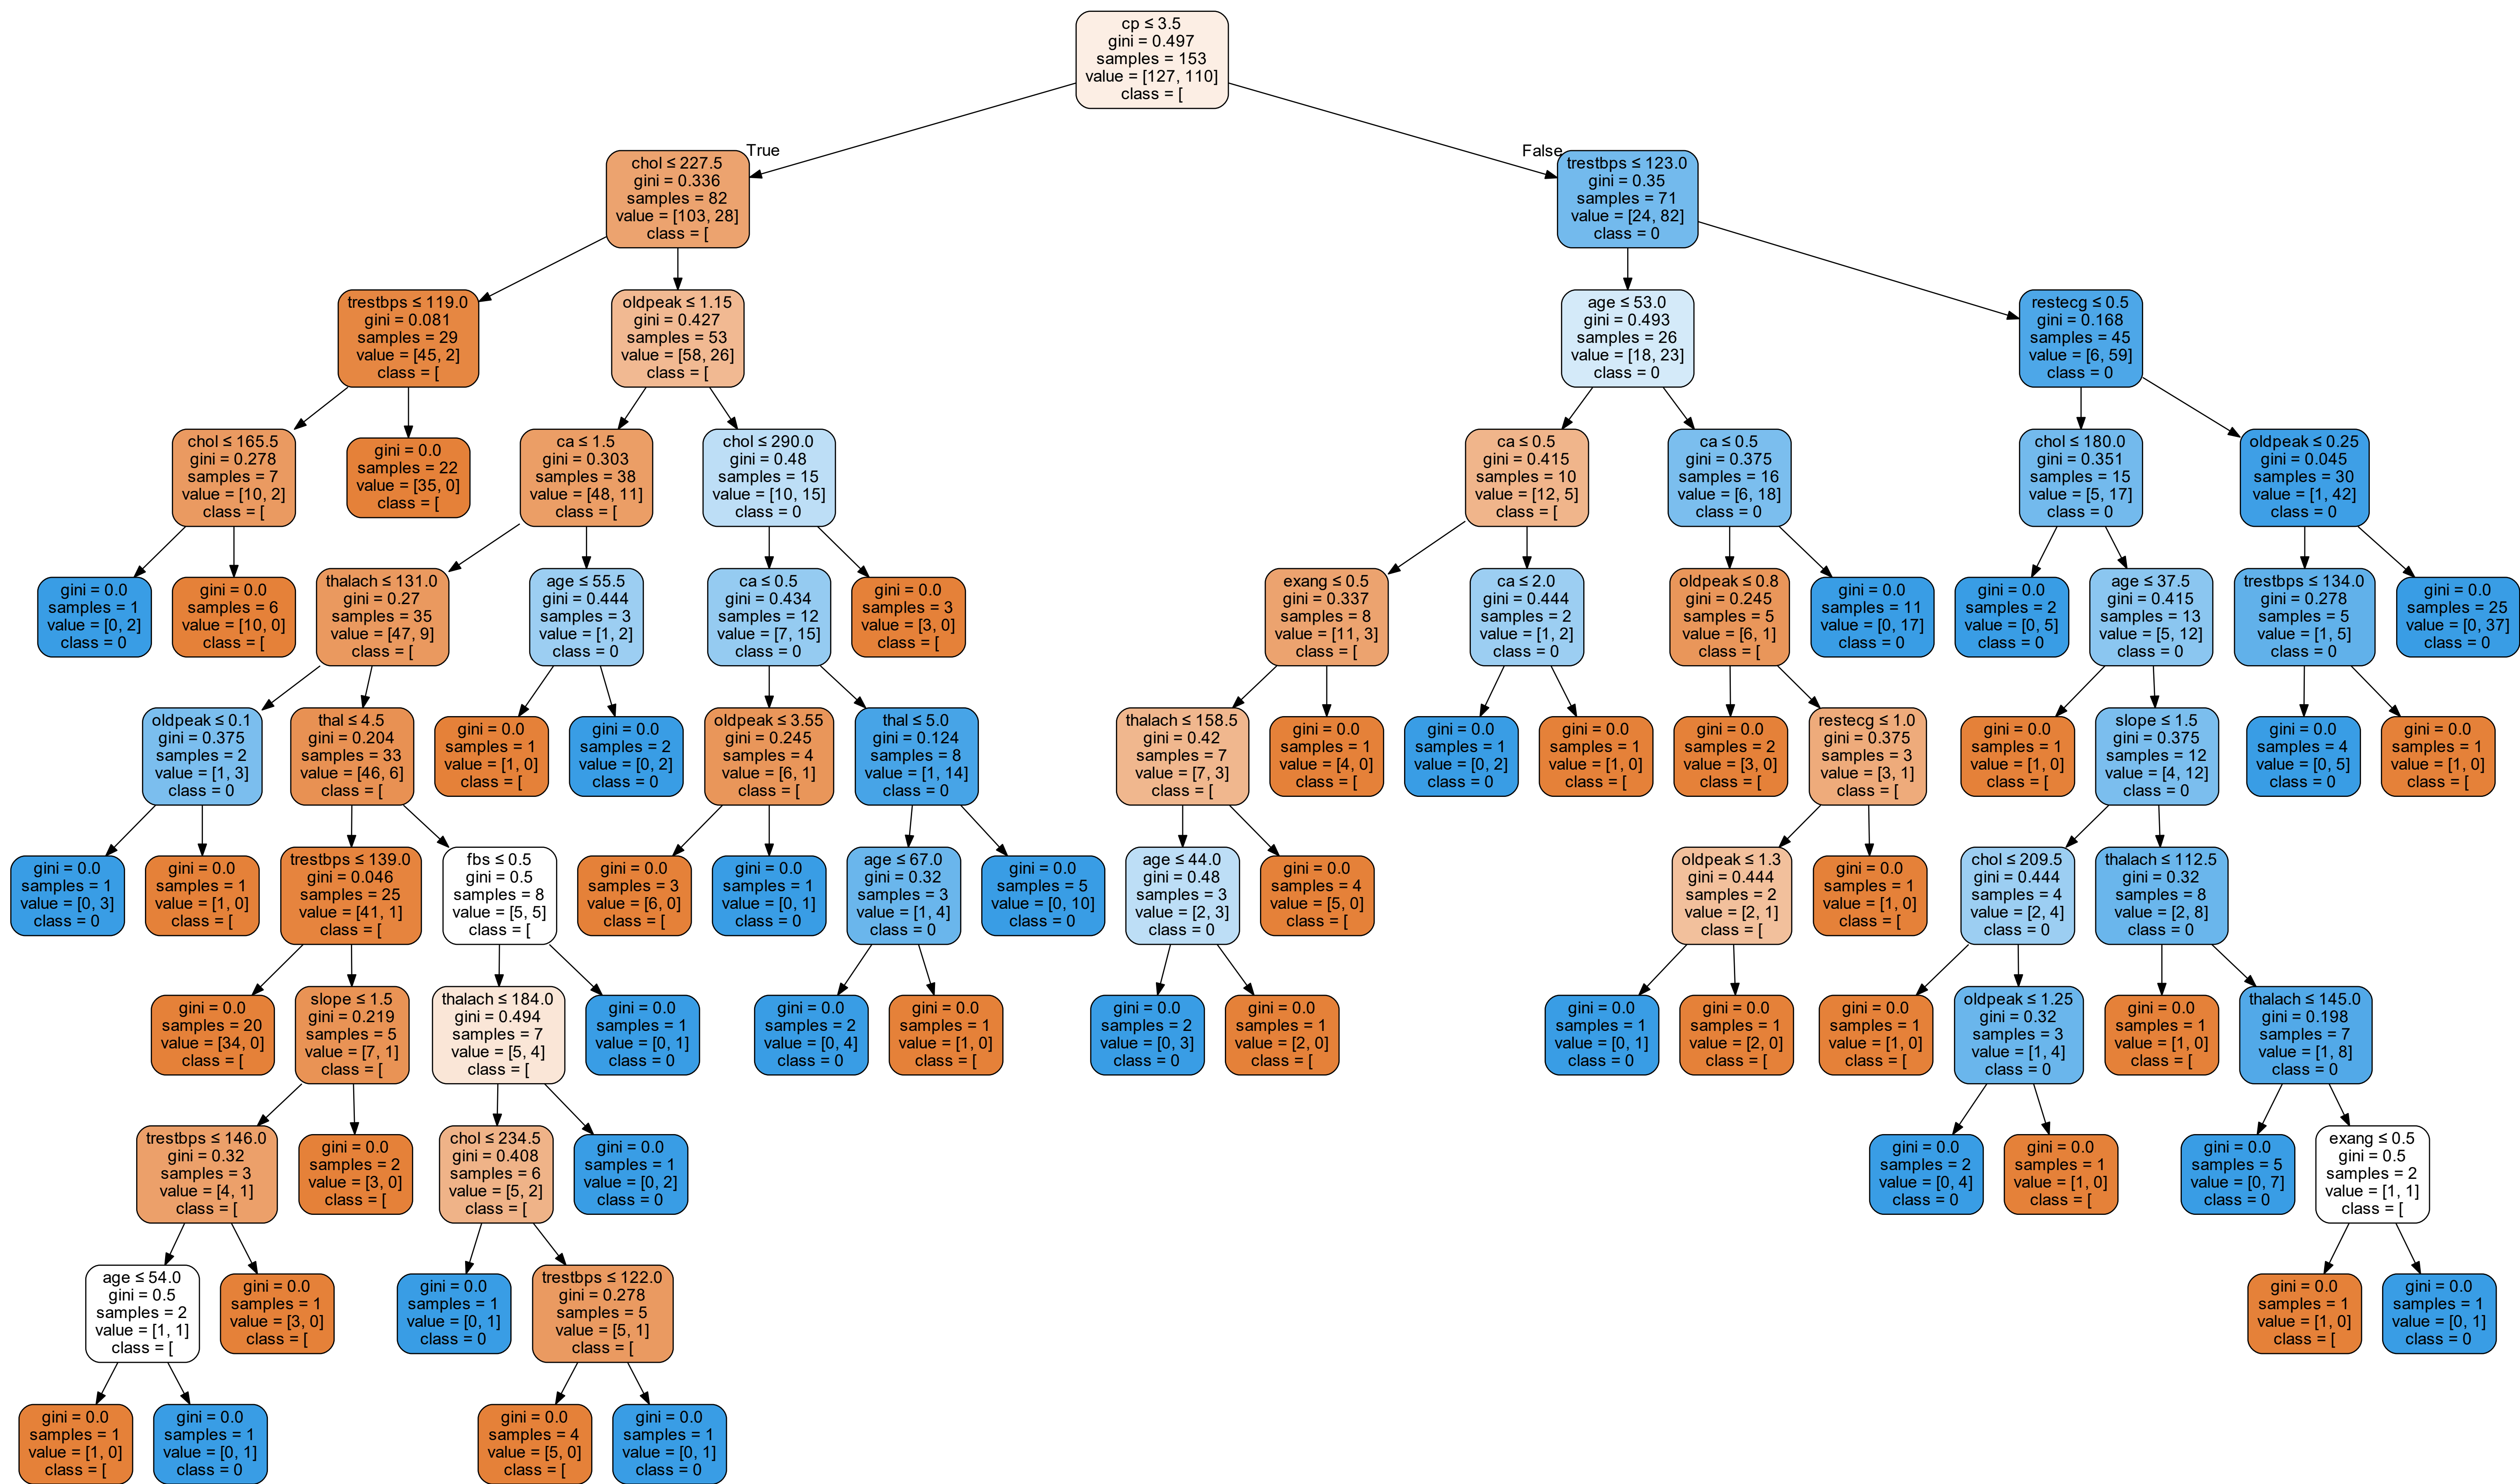 cp ≤ 3.5
gini = 0.497
samples = 153
value = [127, 110]
class = [
True
False
chol ≤ 227.5
gini = 0.336
samples = 82
value = [103, 28]
class = [
trestbps ≤ 123.0
gini = 0.35
samples = 71
value = [24, 82]
class = 0
trestbps ≤ 119.0
gini = 0.081
samples = 29
value = [45, 2]
class = [
oldpeak ≤ 1.15
gini = 0.427
samples = 53
value = [58, 26]
class = [
age ≤ 53.0
gini = 0.493
samples = 26
value = [18, 23]
class = 0
restecg ≤ 0.5
gini = 0.168
samples = 45
value = [6, 59]
class = 0
chol ≤ 165.5
gini = 0.278
samples = 7
value = [10, 2]
class = [
gini = 0.0
samples = 22
value = [35, 0]
class = [
ca ≤ 1.5
gini = 0.303
samples = 38
value = [48, 11]
class = [
chol ≤ 290.0
gini = 0.48
samples = 15
value = [10, 15]
class = 0
ca ≤ 0.5
gini = 0.415
samples = 10
value = [12, 5]
class = [
ca ≤ 0.5
gini = 0.375
samples = 16
value = [6, 18]
class = 0
chol ≤ 180.0
gini = 0.351
samples = 15
value = [5, 17]
class = 0
oldpeak ≤ 0.25
gini = 0.045
samples = 30
value = [1, 42]
class = 0
gini = 0.0
samples = 1
value = [0, 2]
class = 0
gini = 0.0
samples = 6
value = [10, 0]
class = [
thalach ≤ 131.0
gini = 0.27
samples = 35
value = [47, 9]
class = [
age ≤ 55.5
gini = 0.444
samples = 3
value = [1, 2]
class = 0
ca ≤ 0.5
gini = 0.434
samples = 12
value = [7, 15]
class = 0
gini = 0.0
samples = 3
value = [3, 0]
class = [
exang ≤ 0.5
gini = 0.337
samples = 8
value = [11, 3]
class = [
ca ≤ 2.0
gini = 0.444
samples = 2
value = [1, 2]
class = 0
oldpeak ≤ 0.8
gini = 0.245
samples = 5
value = [6, 1]
class = [
gini = 0.0
samples = 11
value = [0, 17]
class = 0
gini = 0.0
samples = 2
value = [0, 5]
class = 0
age ≤ 37.5
gini = 0.415
samples = 13
value = [5, 12]
class = 0
trestbps ≤ 134.0
gini = 0.278
samples = 5
value = [1, 5]
class = 0
gini = 0.0
samples = 25
value = [0, 37]
class = 0
oldpeak ≤ 0.1
gini = 0.375
samples = 2
value = [1, 3]
class = 0
thal ≤ 4.5
gini = 0.204
samples = 33
value = [46, 6]
class = [
gini = 0.0
samples = 1
value = [1, 0]
class = [
gini = 0.0
samples = 2
value = [0, 2]
class = 0
oldpeak ≤ 3.55
gini = 0.245
samples = 4
value = [6, 1]
class = [
thal ≤ 5.0
gini = 0.124
samples = 8
value = [1, 14]
class = 0
thalach ≤ 158.5
gini = 0.42
samples = 7
value = [7, 3]
class = [
gini = 0.0
samples = 1
value = [4, 0]
class = [
gini = 0.0
samples = 1
value = [0, 2]
class = 0
gini = 0.0
samples = 1
value = [1, 0]
class = [
gini = 0.0
samples = 2
value = [3, 0]
class = [
restecg ≤ 1.0
gini = 0.375
samples = 3
value = [3, 1]
class = [
gini = 0.0
samples = 1
value = [1, 0]
class = [
slope ≤ 1.5
gini = 0.375
samples = 12
value = [4, 12]
class = 0
gini = 0.0
samples = 4
value = [0, 5]
class = 0
gini = 0.0
samples = 1
value = [1, 0]
class = [
gini = 0.0
samples = 1
value = [0, 3]
class = 0
gini = 0.0
samples = 1
value = [1, 0]
class = [
trestbps ≤ 139.0
gini = 0.046
samples = 25
value = [41, 1]
class = [
fbs ≤ 0.5
gini = 0.5
samples = 8
value = [5, 5]
class = [
gini = 0.0
samples = 3
value = [6, 0]
class = [
gini = 0.0
samples = 1
value = [0, 1]
class = 0
age ≤ 67.0
gini = 0.32
samples = 3
value = [1, 4]
class = 0
gini = 0.0
samples = 5
value = [0, 10]
class = 0
age ≤ 44.0
gini = 0.48
samples = 3
value = [2, 3]
class = 0
gini = 0.0
samples = 4
value = [5, 0]
class = [
oldpeak ≤ 1.3
gini = 0.444
samples = 2
value = [2, 1]
class = [
gini = 0.0
samples = 1
value = [1, 0]
class = [
chol ≤ 209.5
gini = 0.444
samples = 4
value = [2, 4]
class = 0
thalach ≤ 112.5
gini = 0.32
samples = 8
value = [2, 8]
class = 0
gini = 0.0
samples = 20
value = [34, 0]
class = [
slope ≤ 1.5
gini = 0.219
samples = 5
value = [7, 1]
class = [
thalach ≤ 184.0
gini = 0.494
samples = 7
value = [5, 4]
class = [
gini = 0.0
samples = 1
value = [0, 1]
class = 0
gini = 0.0
samples = 2
value = [0, 4]
class = 0
gini = 0.0
samples = 1
value = [1, 0]
class = [
gini = 0.0
samples = 2
value = [0, 3]
class = 0
gini = 0.0
samples = 1
value = [2, 0]
class = [
gini = 0.0
samples = 1
value = [0, 1]
class = 0
gini = 0.0
samples = 1
value = [2, 0]
class = [
gini = 0.0
samples = 1
value = [1, 0]
class = [
oldpeak ≤ 1.25
gini = 0.32
samples = 3
value = [1, 4]
class = 0
gini = 0.0
samples = 1
value = [1, 0]
class = [
thalach ≤ 145.0
gini = 0.198
samples = 7
value = [1, 8]
class = 0
trestbps ≤ 146.0
gini = 0.32
samples = 3
value = [4, 1]
class = [
gini = 0.0
samples = 2
value = [3, 0]
class = [
chol ≤ 234.5
gini = 0.408
samples = 6
value = [5, 2]
class = [
gini = 0.0
samples = 1
value = [0, 2]
class = 0
gini = 0.0
samples = 2
value = [0, 4]
class = 0
gini = 0.0
samples = 1
value = [1, 0]
class = [
gini = 0.0
samples = 5
value = [0, 7]
class = 0
exang ≤ 0.5
gini = 0.5
samples = 2
value = [1, 1]
class = [
age ≤ 54.0
gini = 0.5
samples = 2
value = [1, 1]
class = [
gini = 0.0
samples = 1
value = [3, 0]
class = [
gini = 0.0
samples = 1
value = [0, 1]
class = 0
trestbps ≤ 122.0
gini = 0.278
samples = 5
value = [5, 1]
class = [
gini = 0.0
samples = 1
value = [1, 0]
class = [
gini = 0.0
samples = 1
value = [0, 1]
class = 0
gini = 0.0
samples = 1
value = [1, 0]
class = [
gini = 0.0
samples = 1
value = [0, 1]
class = 0
gini = 0.0
samples = 4
value = [5, 0]
class = [
gini = 0.0
samples = 1
value = [0, 1]
class = 0